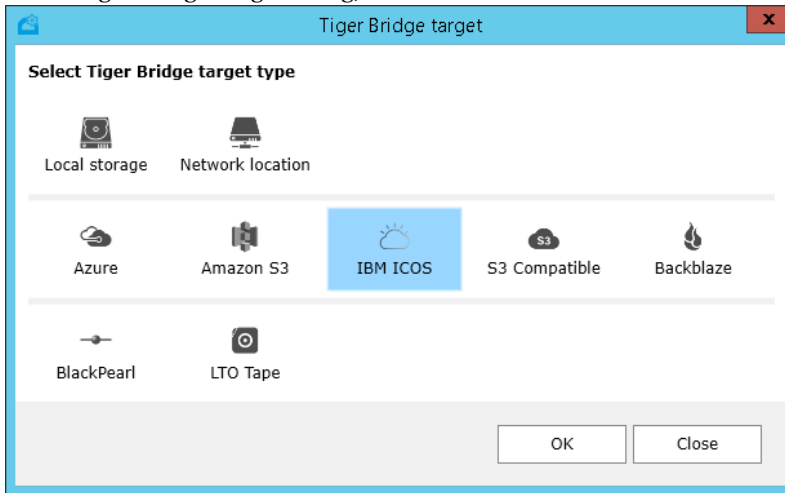 Tiger Bridge target
x
Select Tiger Bridge target type
Local storage Network location
S3
Azure Amazon S3 IBM ICOS S3 Compatible Backblaze
BlackPearl LTO Tape
OK Close